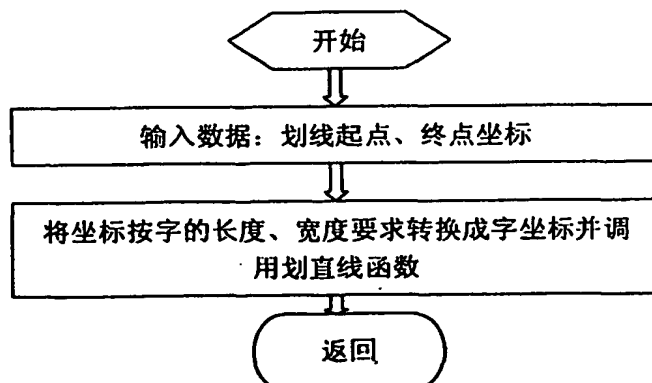 开始
输入数据：划线起点、终点坐标
将坐标按字的长度、宽度要求转换成字坐标并调
用划直线函数
返回